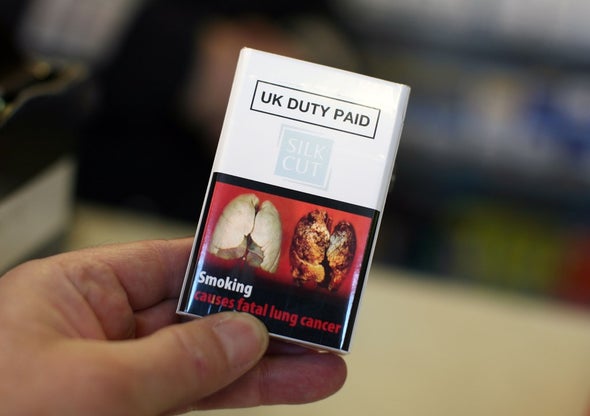 UK DUTY PAID
SILK
CUT
Smoking
causes fatal lung cancer